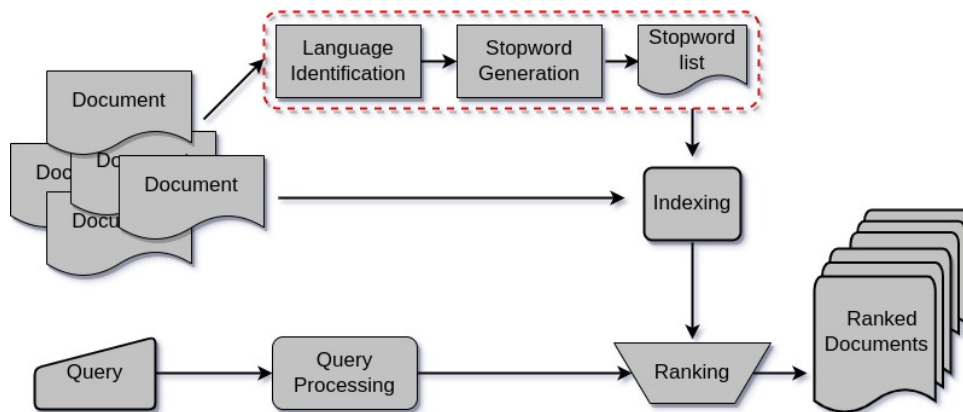 Language
Identification
Stopword
Generation
Stopword
list
Document
Document
Indexing
Ranked
Documents
Query
Query
Processing
Ranking